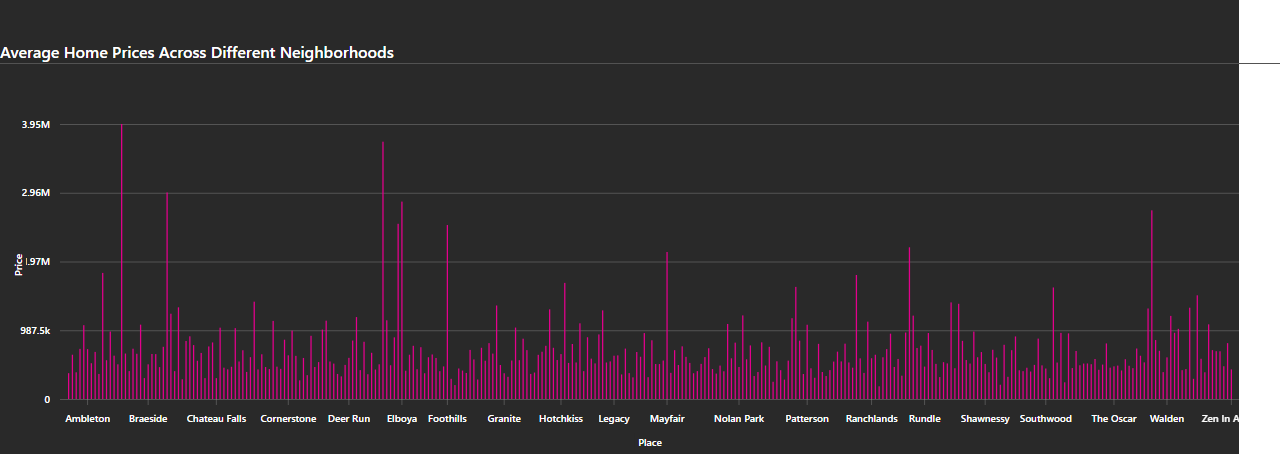 Average Home Prices Across Different Neighborhoods
3.95M
2.96M
1.97M
987.5k
0
Price
Ambleton Braeside Chateau Falls Cornerstone Deer Run Elboya Foothills Granite Hotchkiss Legacy Mayfair Nolan Park Patterson Ranchlands Rundle Shawnessy Southwood The Oscar Walden Zen In A
Place